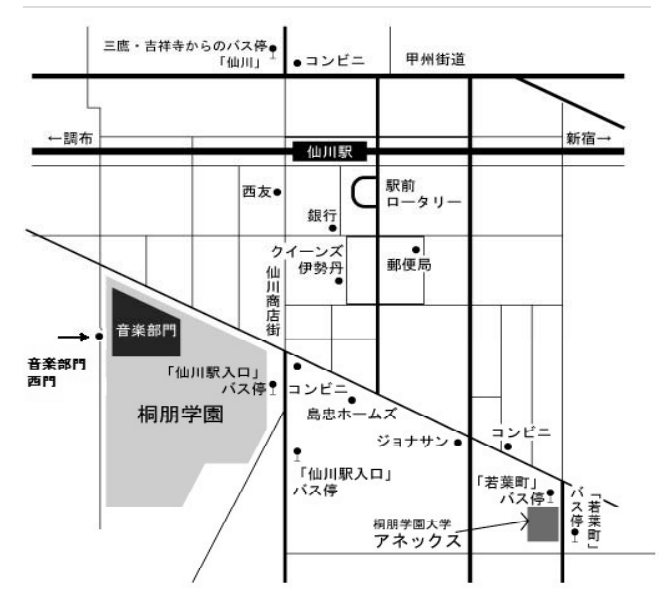 三鷹・吉祥寺からのバス停
「仙川」
コンビニ
甲州街道
←調布
新宿→
仙川駅
西友
駅前
ロータリー
銀行
クイーンズ
伊勢丹
郵便局
仙川商店街
音楽部門
音楽部門
西門
「仙川駅入口」
バス停
コンビニ
桐朋学園
島忠ホームズ
ジョナサン
コンビニ
「仙川駅入口」
バス停
「若葉町」
バス停
「若葉町」
バス停
桐朋学園大学
アネックス